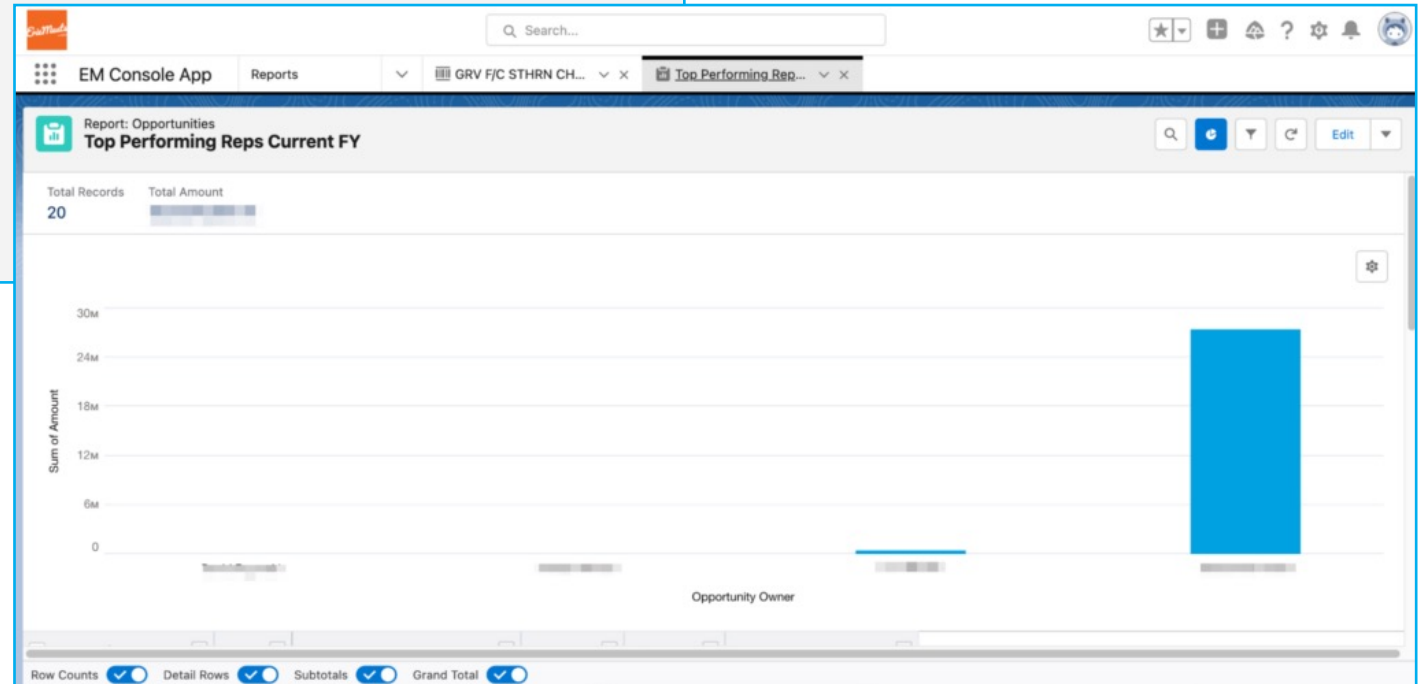 Search...
EM Console App Reports GRV F/C STHRN CH... Top Performing Rep...
Report: Opportunities
Top Performing Reps Current FY
Edit
Total Records Total Amount
20
30M
24M
18M
12M
6M
0
Sum of Amount
Opportunity Owner
Row Counts Detail Rows Subtotals Grand Total